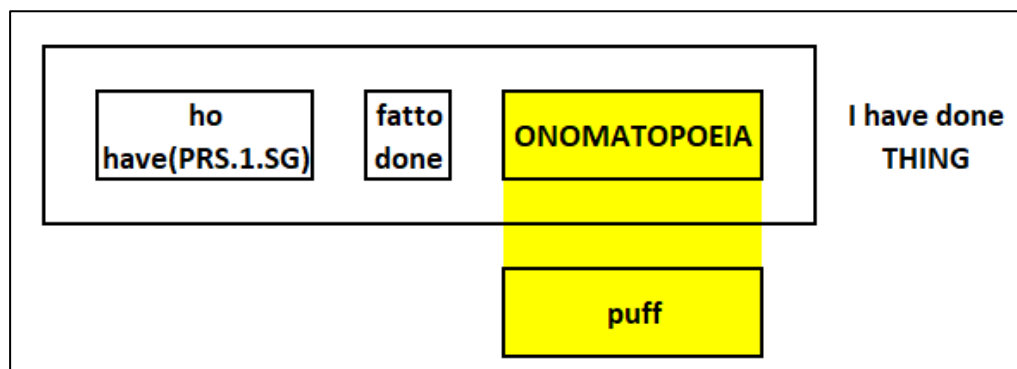 ho
have(PRS.1.SG)
fatto
done
ONOMATOPOEIA
I have done
THING
puff